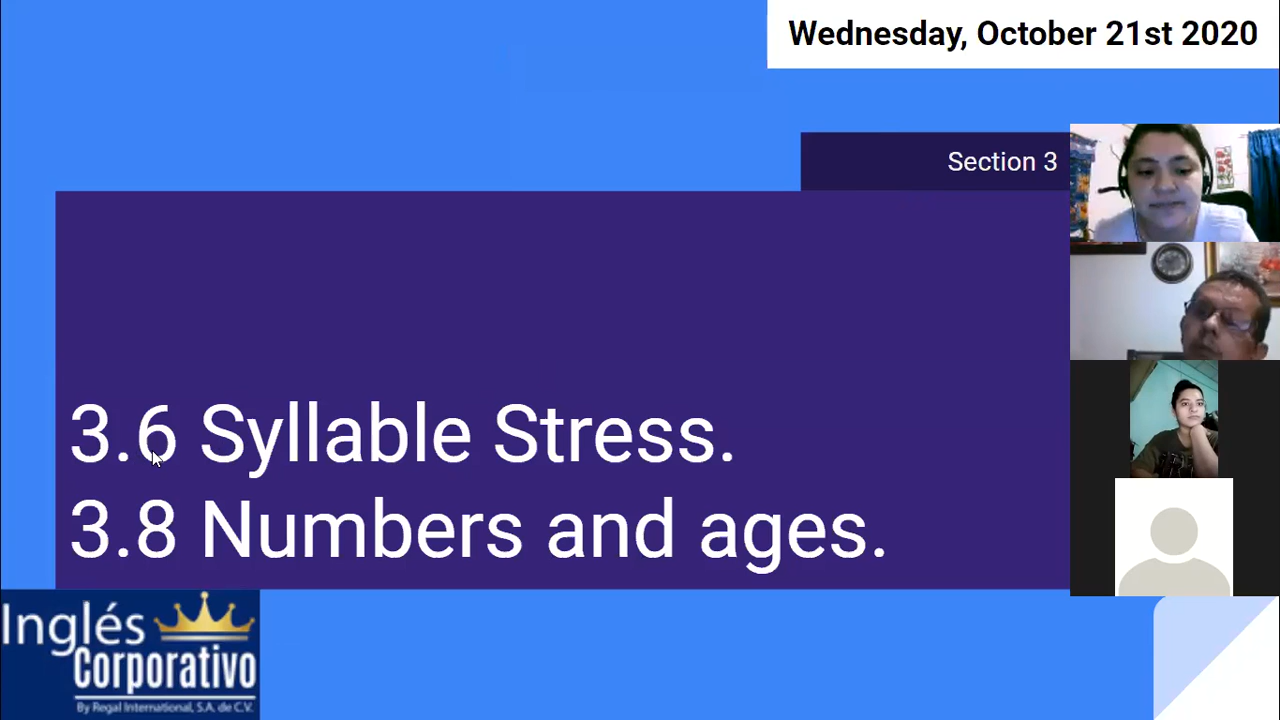 Wednesday, October 21st 2020
Section 3
3.6 Syllable Stress.
3.8 Numbers and ages.
Inglés
Corporativo
By Regal International, S.A. de C.V.